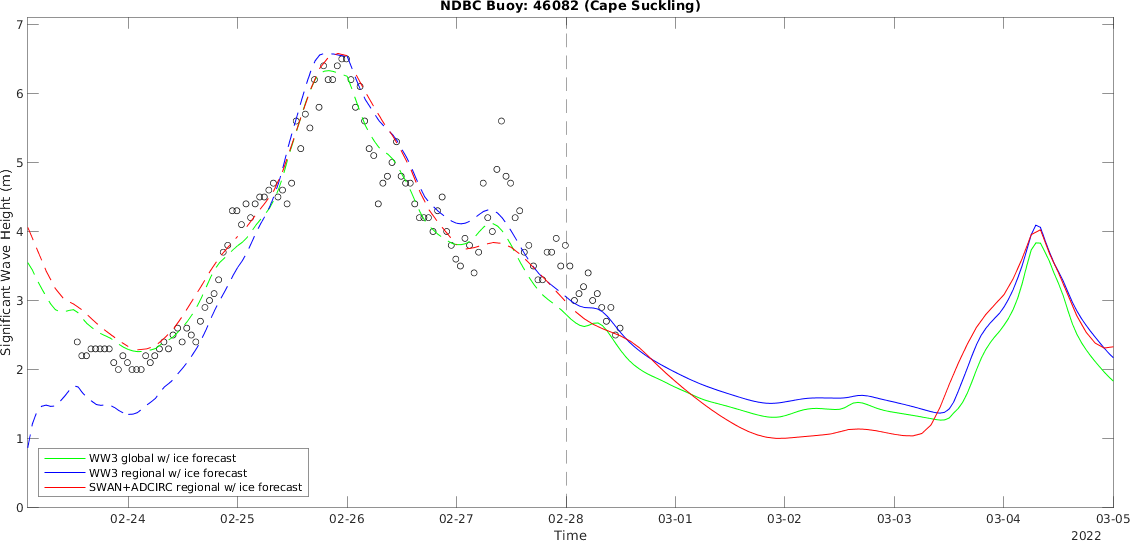 NDBC Buoy: 46082 (Cape Suckling)
7
6
5
4
3
2
1
0
Significant Wave Height (m)
WW3 global w/ ice forecast
WW3 regional w/ ice forecast
SWAN+ADCIRC regional w/ ice forecast
02-24 02-25 02-26 02-27 02-28 03-01 03-02 03-03 03-04 03-05
Time
2022